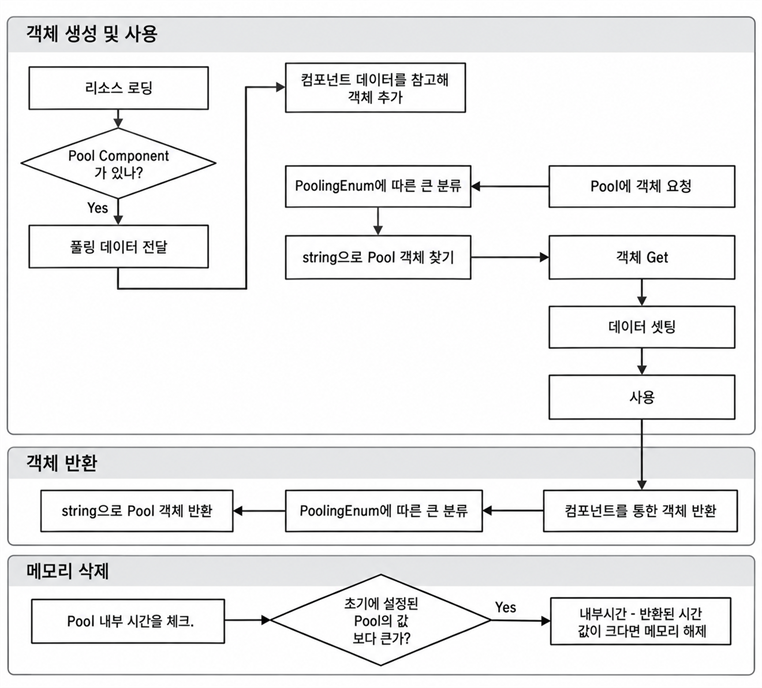 객체 생성 및 사용
리소스 로딩
Pool Component
가 있나?
Yes
풀링 데이터 전달
컴포넌트 데이터를 참고해
객체 추가
Pool에 객체 요청
PoolingEnum에 따른 큰 분류
string으로 Pool 객체 찾기
객체 Get
데이터 셋팅
사용
객체 반환
컴포넌트를 통한 객체 반환
PoolingEnum에 따른 큰 분류
string으로 Pool 객체 반환
메모리 삭제
Pool 내부 시간을 체크.
초기에 설정된
Pool의 값
보다 큰가?
Yes
내부시간 - 반환된 시간
값이 크다면 메모리 해제